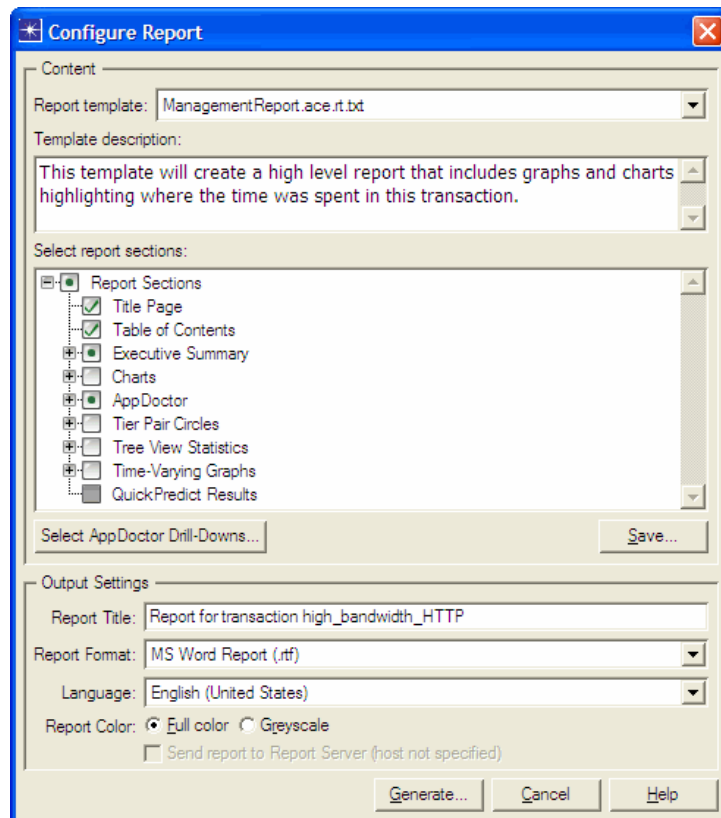 Configure Report
Content
Report template: ManagementReport.ace.rt.txt
Template description:
This template will create a high level report that includes graphs and charts
highlighting where the time was spent in this transaction.
Select report sections:
Report Sections
Title Page
Table of Contents
Executive Summary
Charts
AppDoctor
Tier Pair Circles
Tree View Statistics
Time-Varying Graphs
QuickPredict Results
Select AppDoctor Drill-Downs... Save...
Output Settings
Report Title: Report for transaction high_bandwidth_HTTP
Report Format: MS Word Report (.rtf)
Language: English (United States)
Report Color: Full color Greyscale
Send report to Report Server (host not specified)
Generate... Cancel Help